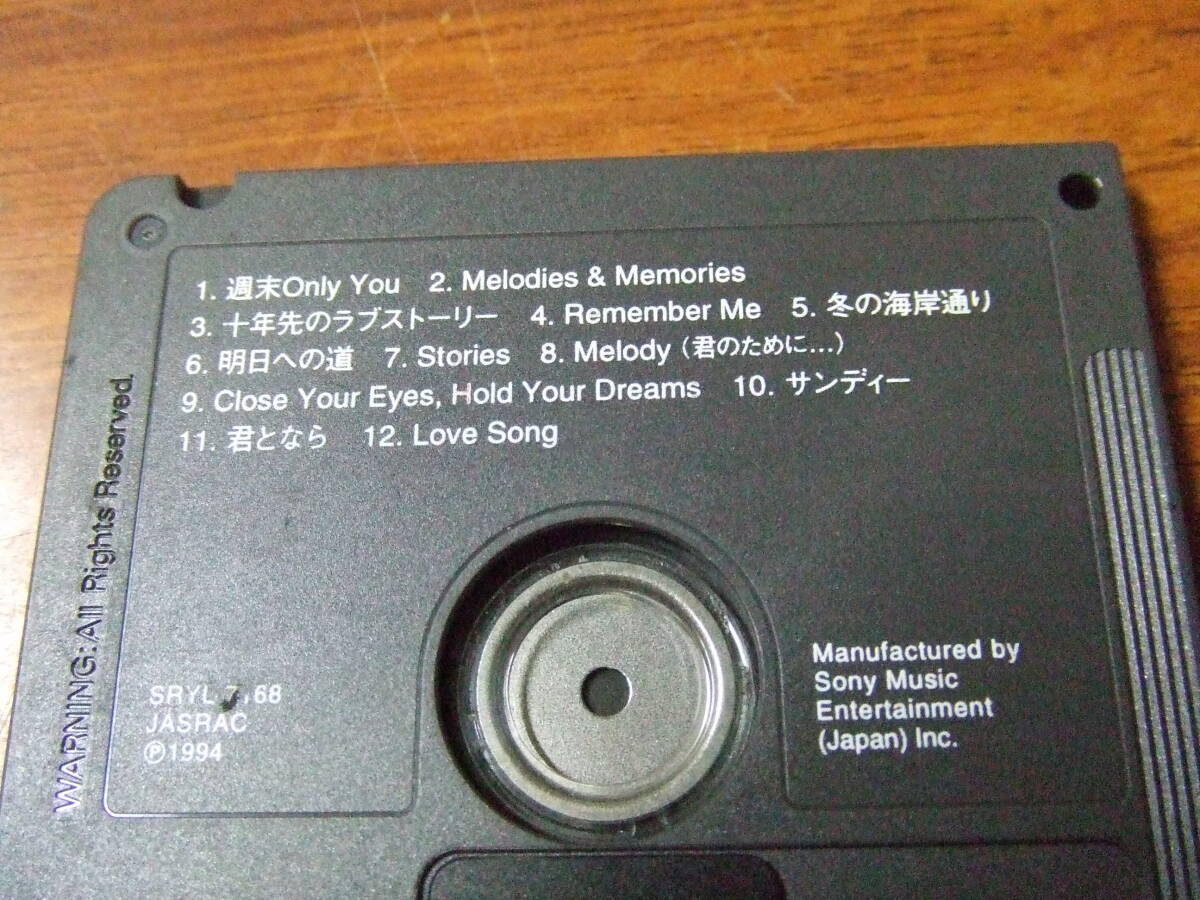 1. 週末Only You 2. Melodies & Memories
3. 十年先のラブストーリー 4. Remember Me 5. 冬の海岸通り
6. 明日への道 7. Stories 8. Melody (君のために...)
9. Close Your Eyes, Hold Your Dreams 10. サンディー
11. 君となら 12. Love Song
WARNING: All Rights Reserved.
SRYL
JASRAC
Ⓟ1994
Manufactured by
Sony Music
Entertainment
(Japan) Inc.